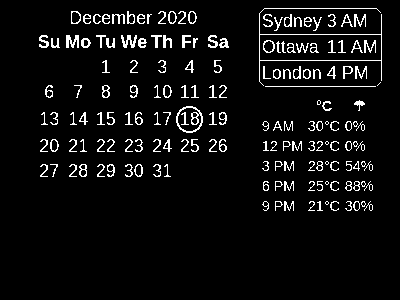 December 2020
Su Mo Tu We Th Fr Sa
1 2 3 4 5
6 7 8 9 10 11 12
13 14 15 16 17 18 19
20 21 22 23 24 25 26
27 28 29 30 31
Sydney 3 AM
Ottawa 11 AM
London 4 PM
°C ☂
9 AM 30°C 0%
12 PM 32°C 0%
3 PM 28°C 54%
6 PM 25°C 88%
9 PM 21°C 30%